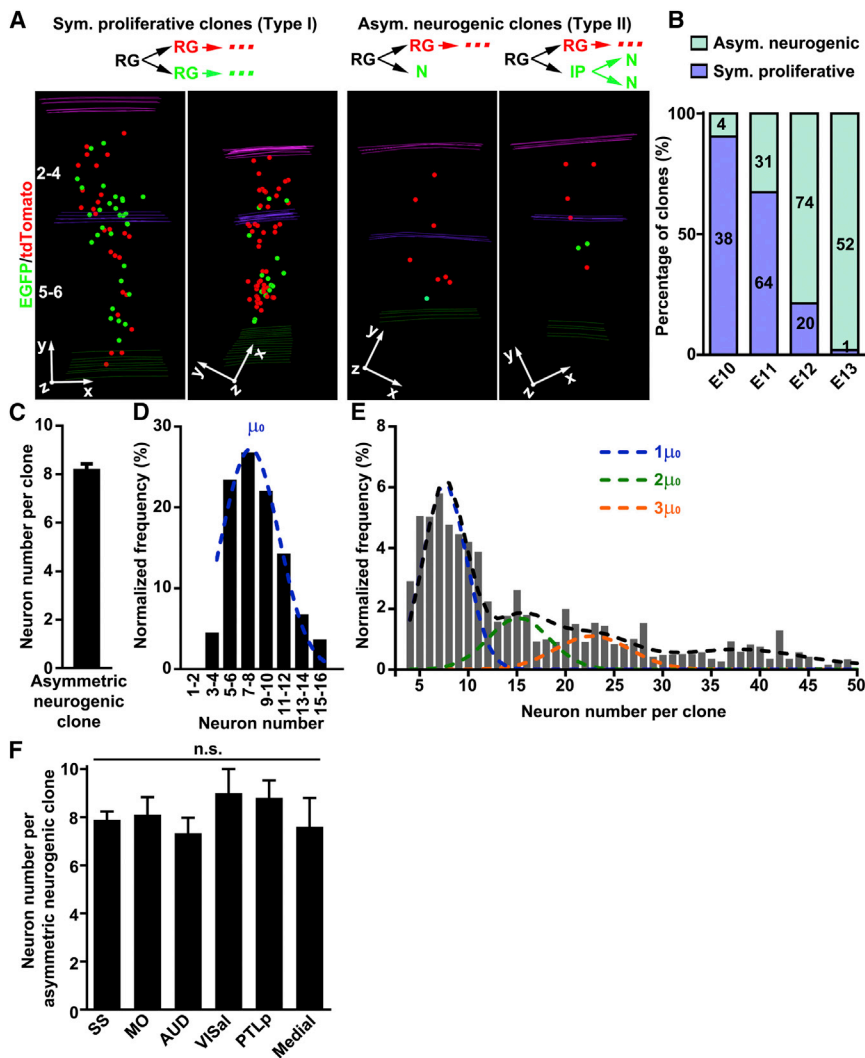 A
Sym. proliferative clones (Type I)
RG
RG
RG
Asym. neurogenic clones (Type II)
RG
RG
N
RG
RG
IP
N
N
EGFP/tdTomato
2-4
5-6
y
z
x
y
z
x
y
z
x
y
z
x
B
Asym. neurogenic
Sym. proliferative
Percentage of clones (%)
100
50
0
4
38
31
64
74
20
52
1
E10
E11
E12
E13
C
Neuron number per clone
10
8
6
4
2
0
Asymmetric
neurogenic
clone
D
Normalized frequency (%)
30
20
10
0
μ₀
1-2
3-4
5-6
7-8
9-10
11-12
13-14
15-16
Neuron number
E
Normalized frequency (%)
8
6
4
2
0
1μ₀
2μ₀
3μ₀
5
10
15
20
25
30
35
40
45
50
Neuron number per clone
F
n.s.
Neuron number per
asymmetric neurogenic clone
10
8
6
4
2
0
SS
MO
AUD
VISal
PTLp
Medial